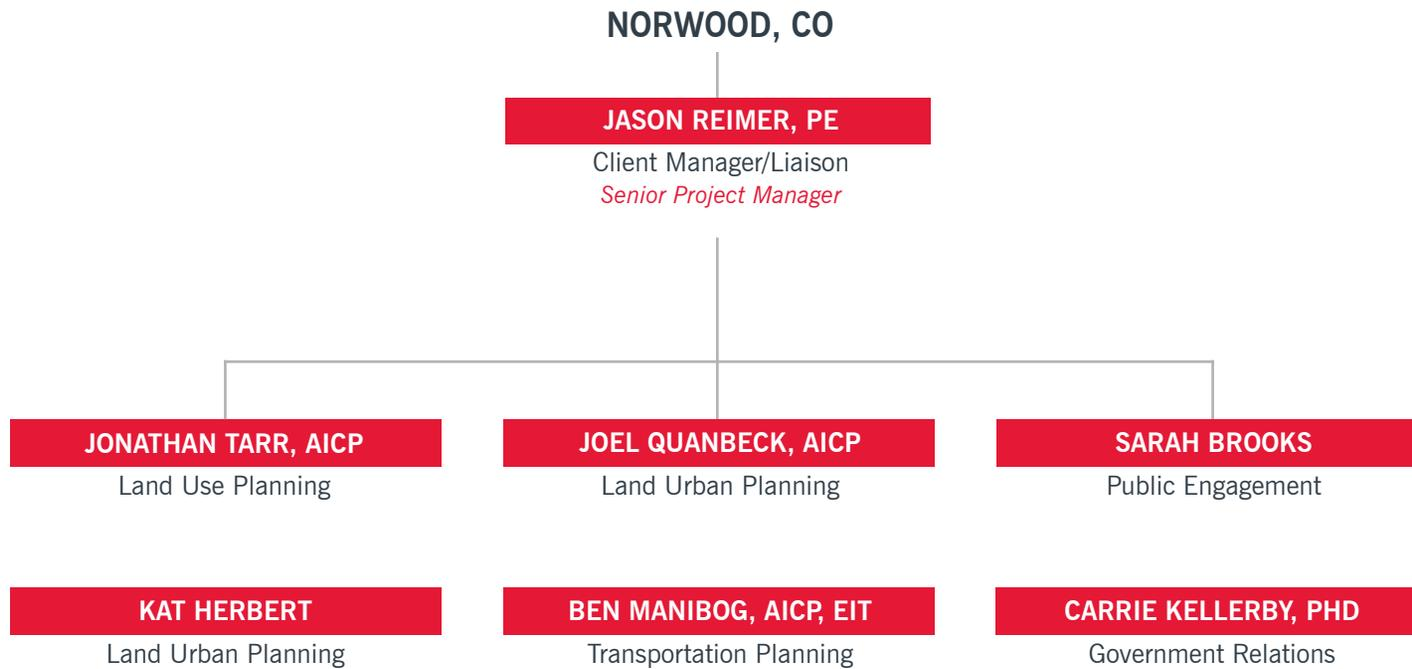 NORWOOD, CO
JASON REIMER, PE
Client Manager/Liaison
Senior Project Manager
JONATHAN TARR, AICP
Land Use Planning
JOEL QUANBECK, AICP
Land Urban Planning
SARAH BROOKS
Public Engagement
KAT HERBERT
Land Urban Planning
BEN MANIBOG, AICP, EIT
Transportation Planning
CARRIE KELLERBY, PHD
Government Relations